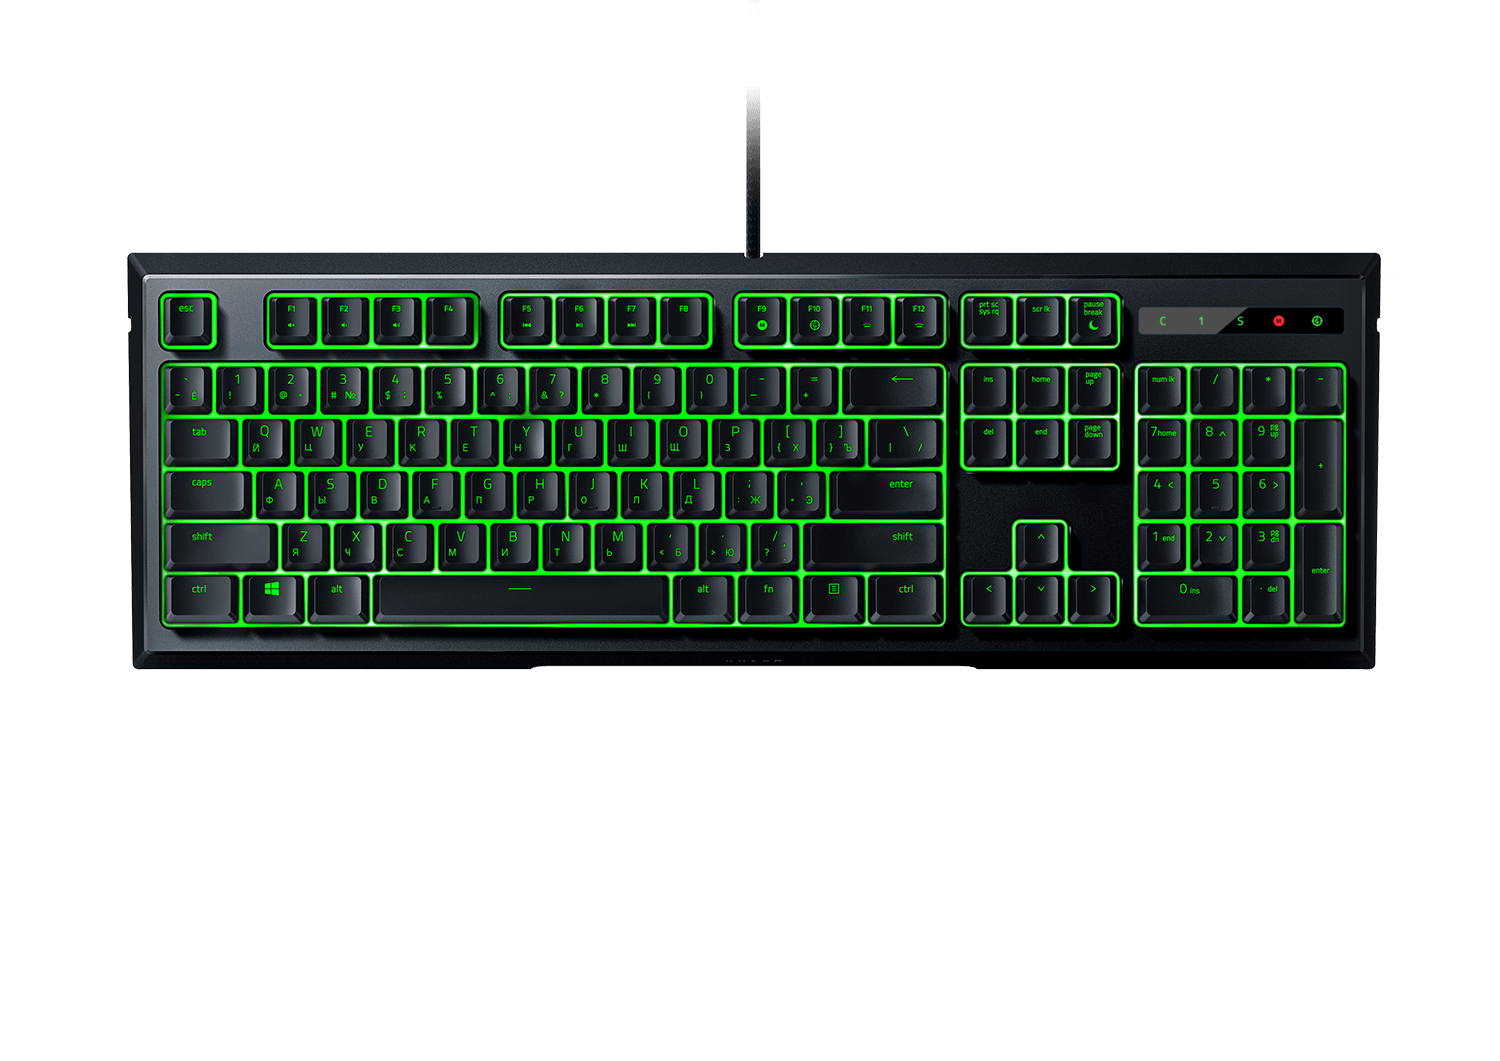 esc F1 F2 F3 F4 F5 F6 F7 F8 F9 F10 F11 F12 prt sc scr lk pause
sys rq break
C 1 S M G
` 1 2 3 4 5 6 7 8 9 0 - = ← ins home page num lk / * -
~ Ё ! @ " # № $ ; % ^ : & ? * ( ) _ + up
tab Q W E R T Y U I O P [ ] \ del end page 7 home 8 ^ 9 pg +
Й Ц У К Е Н Г Ш Щ З { Х } Ъ | / down up
caps A S D F G H J K L ; ' enter 4 < 5 6 >
Ф Ы В А П Р О Л Д : Ж " Э
shift Z X C V B N M , . / shift ^ 1 end 2 v 3 pg enter
Я Ч С М И Т Ь < Б > Ю ? , dn
ctrl alt — alt fn ctrl < v > 0 ins . del